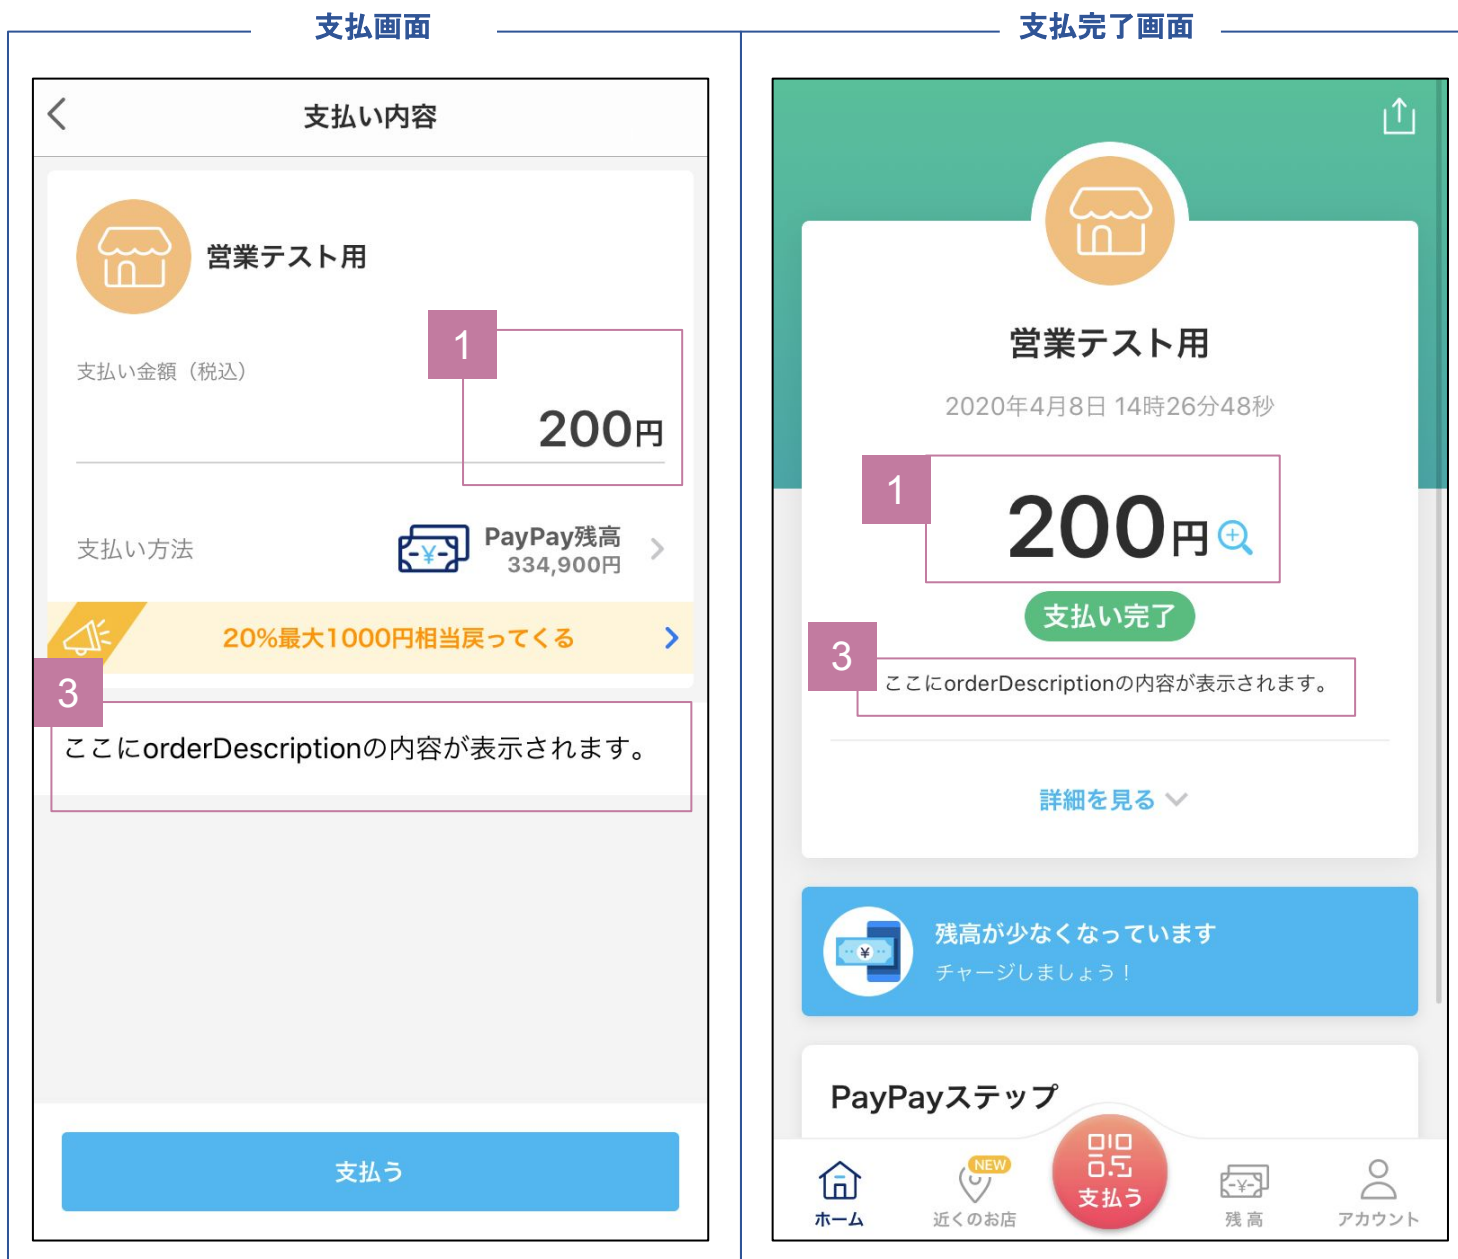 支払画面
支払完了画面
支払い内容
営業テスト用
1
支払い金額（税込）
200円
支払い方法
PayPay残高
334,900円
20%最大1000円相当戻ってくる
3
ここにorderDescriptionの内容が表示されます。
支払う
営業テスト用
2020年4月8日 14時26分48秒
1
200円
支払い完了
3
ここにorderDescriptionの内容が表示されます。
詳細を見る
¥
残高が少なくなっています
チャージしましょう！
PayPayステップ
ホーム
NEW
近くのお店
支払う
残高
アカウント